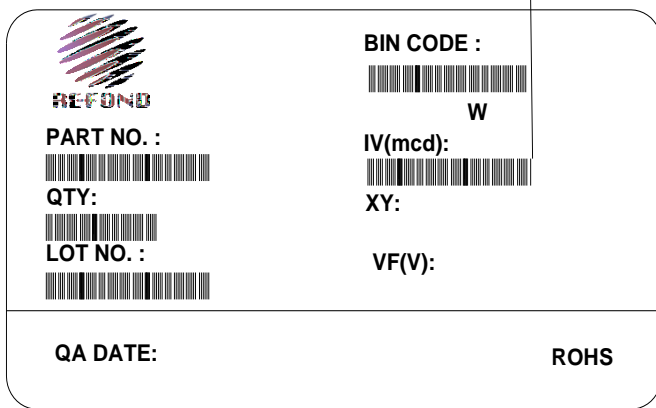 REFOND
PART NO. :
QTY:
LOT NO. :
BIN CODE :
W
IV(mcd):
XY:
VF(V):
QA DATE:
ROHS